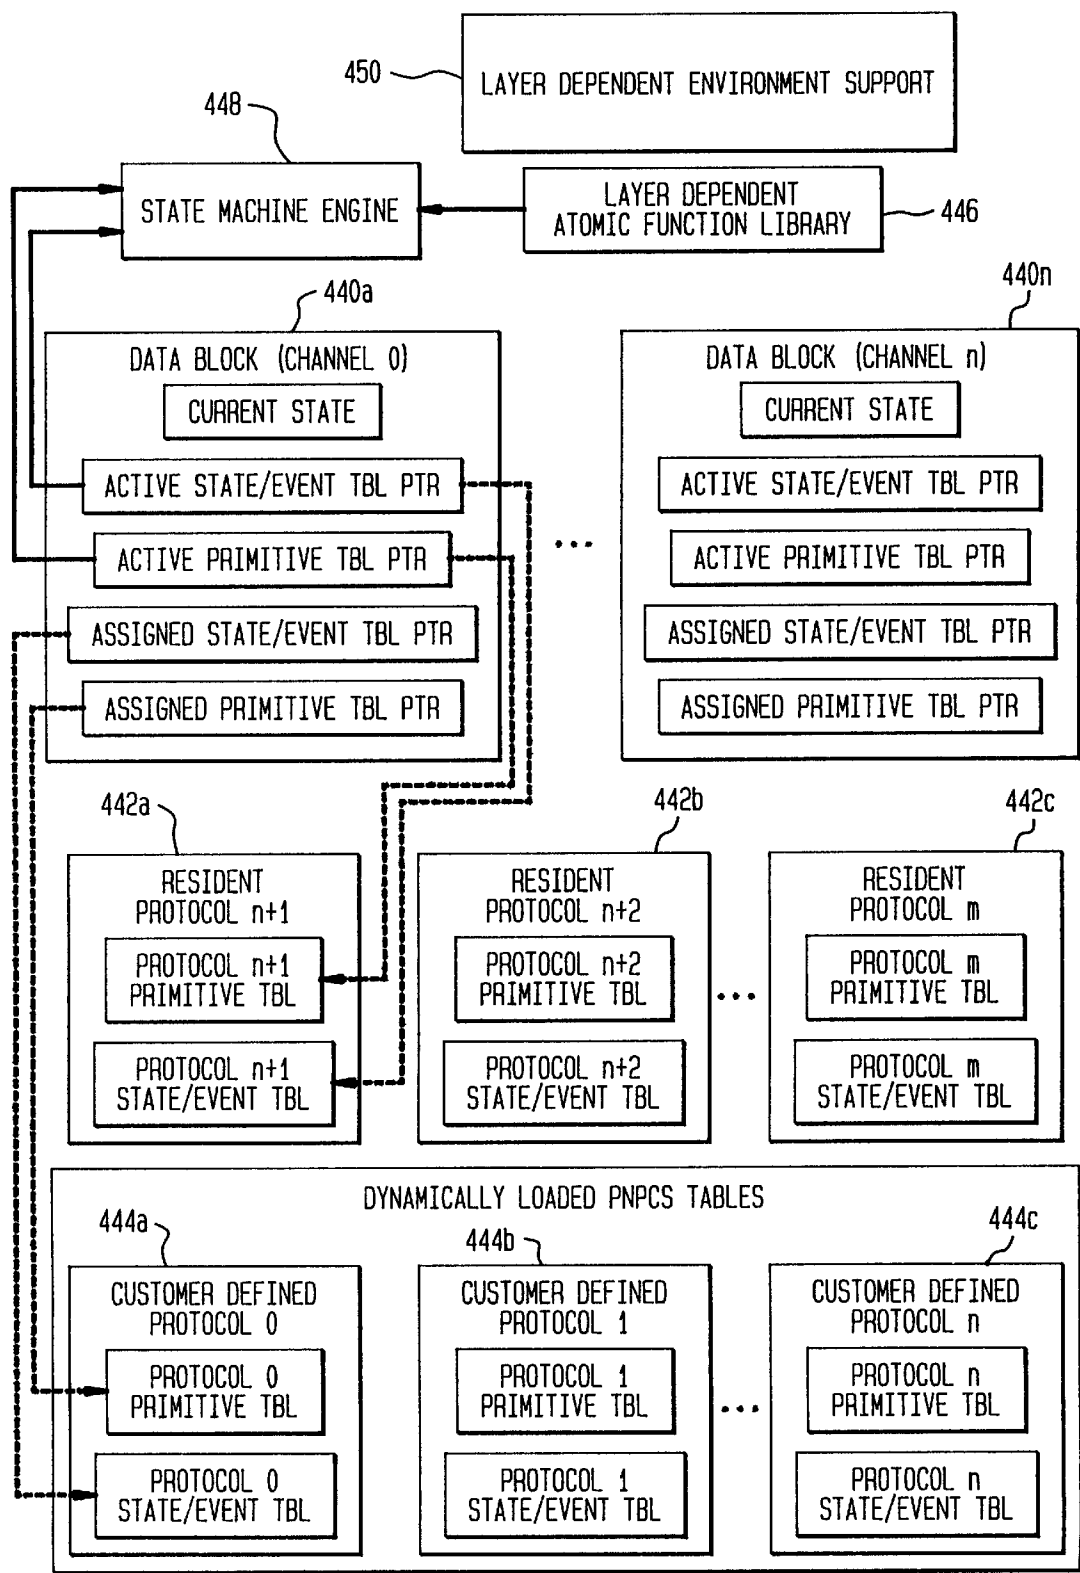 450
LAYER DEPENDENT ENVIRONMENT SUPPORT
448
STATE MACHINE ENGINE
LAYER DEPENDENT
ATOMIC FUNCTION LIBRARY
446
440a
DATA BLOCK (CHANNEL 0)
CURRENT STATE
ACTIVE STATE/EVENT TBL PTR
ACTIVE PRIMITIVE TBL PTR
ASSIGNED STATE/EVENT TBL PTR
ASSIGNED PRIMITIVE TBL PTR
...
440n
DATA BLOCK (CHANNEL n)
CURRENT STATE
ACTIVE STATE/EVENT TBL PTR
ACTIVE PRIMITIVE TBL PTR
ASSIGNED STATE/EVENT TBL PTR
ASSIGNED PRIMITIVE TBL PTR
442a
RESIDENT
PROTOCOL n+1
PROTOCOL n+1
PRIMITIVE TBL
PROTOCOL n+1
STATE/EVENT TBL
442b
RESIDENT
PROTOCOL n+2
PROTOCOL n+2
PRIMITIVE TBL
PROTOCOL n+2
STATE/EVENT TBL
...
442c
RESIDENT
PROTOCOL m
PROTOCOL m
PRIMITIVE TBL
PROTOCOL m
STATE/EVENT TBL
DYNAMICALLY LOADED PNPCS TABLES
444a
CUSTOMER DEFINED
PROTOCOL 0
PROTOCOL 0
PRIMITIVE TBL
PROTOCOL 0
STATE/EVENT TBL
444b
CUSTOMER DEFINED
PROTOCOL 1
PROTOCOL 1
PRIMITIVE TBL
PROTOCOL 1
STATE/EVENT TBL
...
444c
CUSTOMER DEFINED
PROTOCOL n
PROTOCOL n
PRIMITIVE TBL
PROTOCOL n
STATE/EVENT TBL